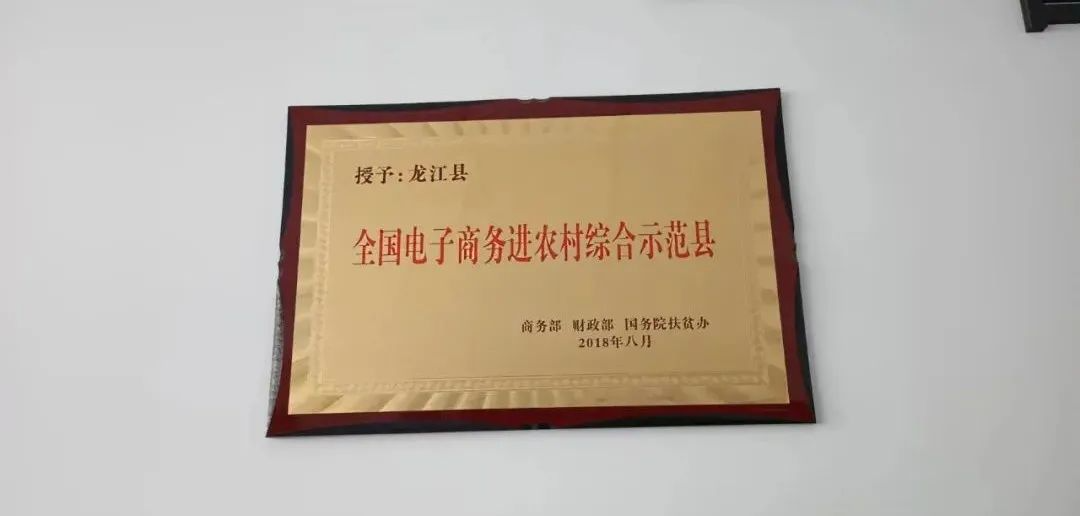 授予:龙江县
全国电子商务进农村综合示范县
商务部 财政部 国务院扶贫办
2018年八月